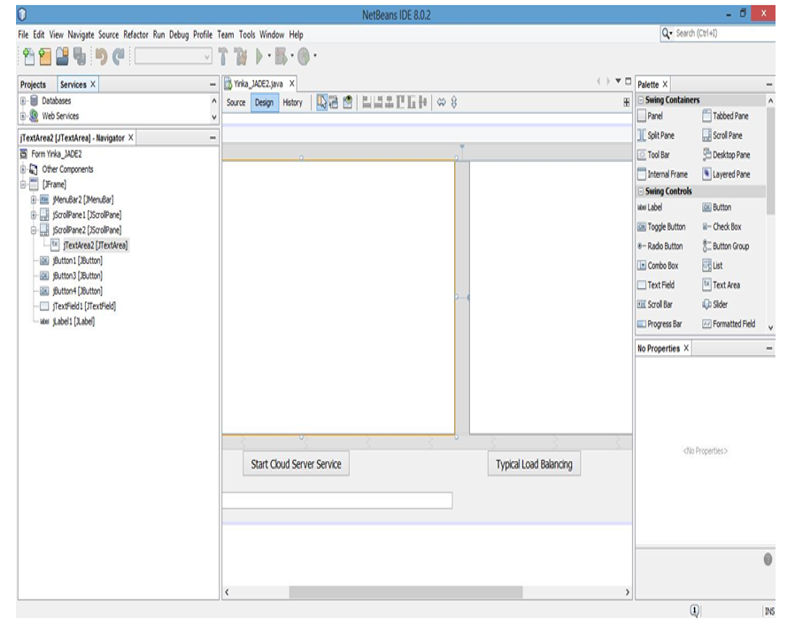 NetBeans IDE 8.0.2
File Edit View Navigate Source Refactor Run Debug Profile Team Tools Window Help
Search (Ctrl+I)
Projects Services X
Databases
Web Services
jTextArea2 [JTextArea] - Navigator X
Form Yinka_JADE2
Other Components
[JFrame]
jMenuBar2 [JMenuBar]
jScrollPane1 [JScrollPane]
jScrollPane2 [JScrollPane]
jTextArea2 [JTextArea]
jButton1 [JButton]
jButton3 [JButton]
jButton4 [JButton]
jTextField1 [JTextField]
jLabel1 [JLabel]
Yinka_JADE2.java X
Source Design History
Start Cloud Server Service
Typical Load Balancing
Palette X
Swing Containers
Panel Tabbed Pane
Split Pane Scroll Pane
Tool Bar Desktop Pane
Internal Frame Layered Pane
Swing Controls
label Label Button
Toggle Button Check Box
Radio Button Button Group
Combo Box List
Text Field Text Area
Scroll Bar Slider
Progress Bar Formatted Field
No Properties X
<No Properties>
1 INS